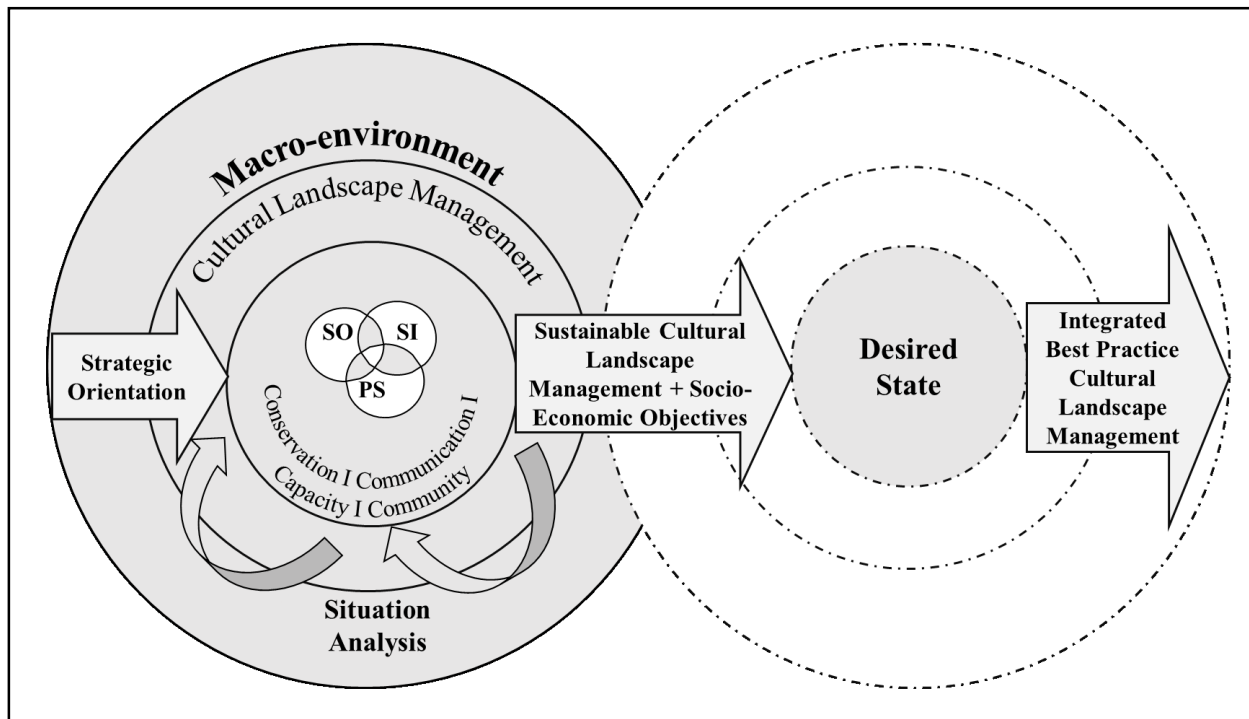 Macro-environment
Cultural Landscape Management
SO
SI
PS
Conservation I Communication I
Capacity I Community
Strategic
Orientation
Situation
Analysis
Sustainable Cultural
Landscape
Management + Socio-
Economic Objectives
Desired
State
Integrated
Best Practice
Cultural
Landscape
Management